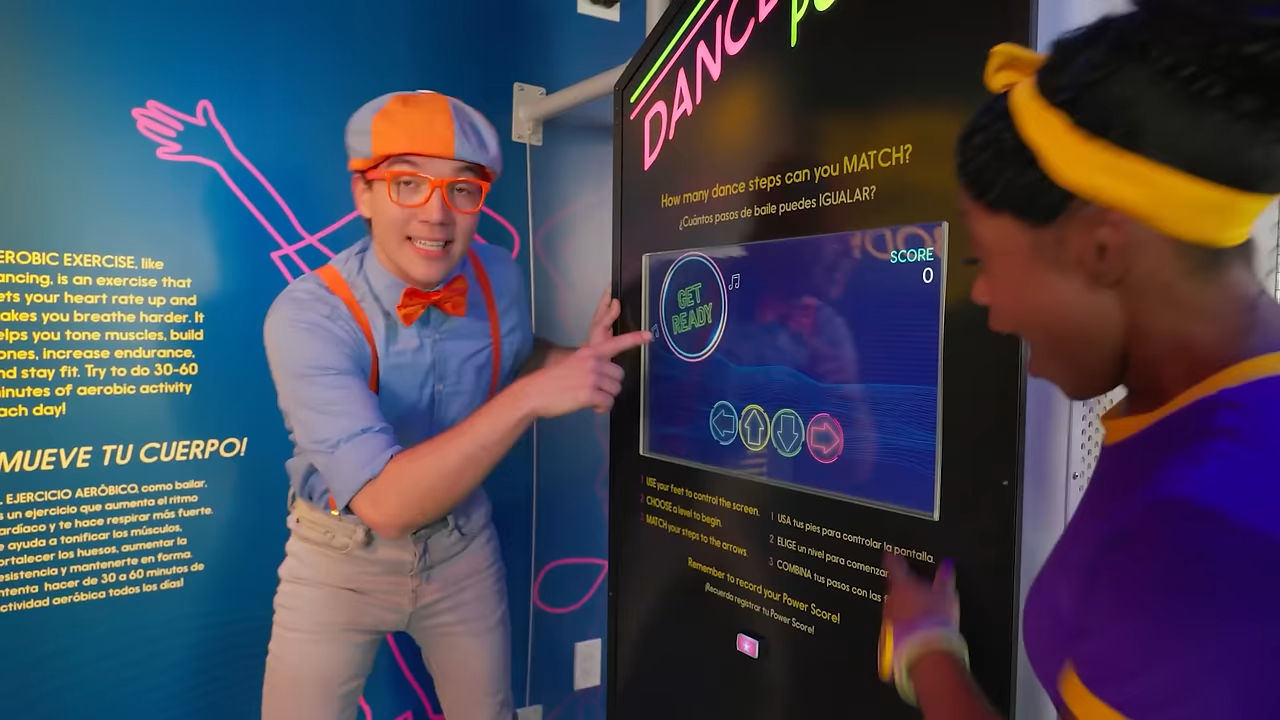 EROBIC EXERCISE, like
ancing, is an exercise that
ets your heart rate up and
akes you breathe harder. It
elps you tone muscles, build
ones, increase endurance,
nd stay fit. Try to do 30-60
inutes of aerobic activity
ach day!
MUEVE TU CUERPO!
L EJERCICIO AERÓBICO, como bailar,
s un ejercicio que aumenta el ritmo
ardíaco y te hace respirar más fuerte.
e ayuda a tonificar los músculos,
ortalecer los huesos, aumentar la
esistencia y mantenerte en forma.
ntenta hacer de 30 a 60 minutos de
ctividad aeróbica todos los días!
DANCE
How many dance steps can you MATCH?
¿Cuántos pasos de baile puedes IGUALAR?
GET
READY
SCORE
0
1 USE your feet to control the screen.
2 CHOOSE a level to begin.
3 MATCH your steps to the arrows
1 USA tus pies para controlar la pantalla.
2 ELIGE un nivel para comenzar
3 COMBINA tus pasos con las f
Remember to record your Power Score!
¡Recuerda registrar tu Power Score!